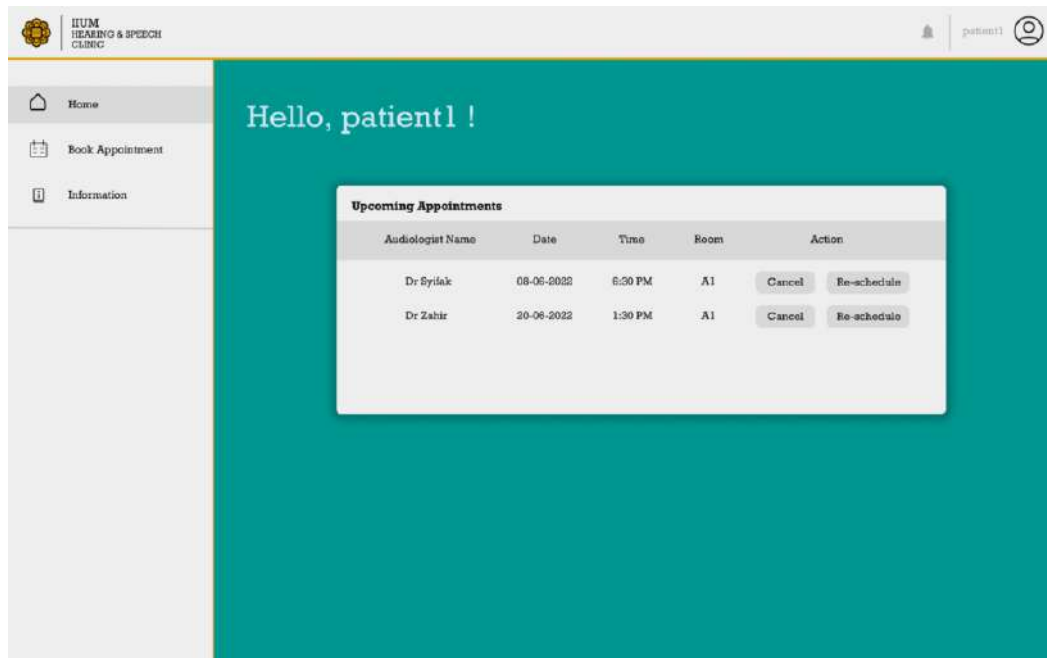 IIUM
HEARING & SPEECH
CLINIC
patient1
Home
Book Appointment
Information
Hello, patient1 !
Upcoming Appointments
Audiologist Name Date Time Room Action
Dr Syifak 08-06-2022 6:30 PM A1 Cancel Re-schedule
Dr Zahir 20-06-2022 1:30 PM A1 Cancel Re-schedule